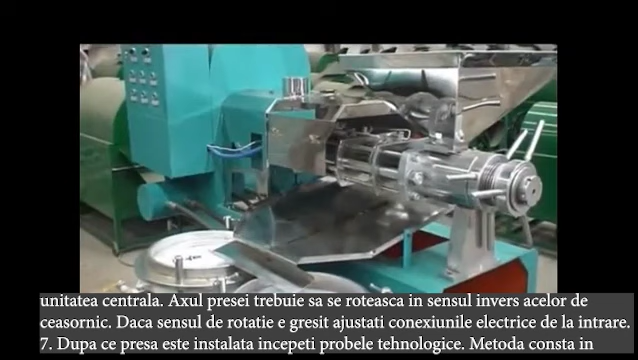 unitatea centrala. Axul presei trebuie sa se roteasca in sensul invers acelor de
ceasornic. Daca sensul de rotatie e gresit ajustati conexiunile electrice de la intrare.
7. Dupa ce presa este instalata incepeti probele tehnologice. Metoda consta in